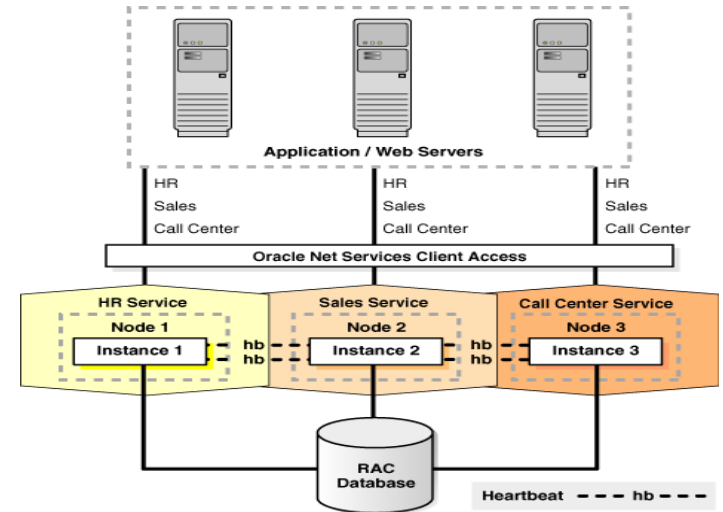 Application / Web Servers
HR
Sales
Call Center
HR
Sales
Call Center
HR
Sales
Call Center
Oracle Net Services Client Access
HR Service
Sales Service
Call Center Service
Node 1
Node 2
Node 3
Instance 1
hb
hb
Instance 2
hb
hb
Instance 3
RAC
Database
Heartbeat --- hb ---